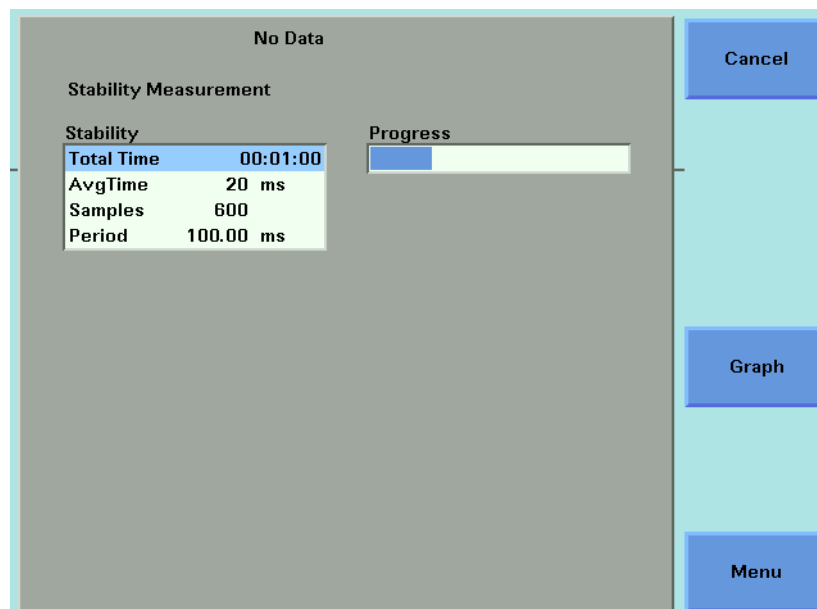 No Data
Cancel
Stability Measurement
Stability
Progress
Total Time 00:01:00
AvgTime 20 ms
Samples 600
Period 100.00 ms
Graph
Menu